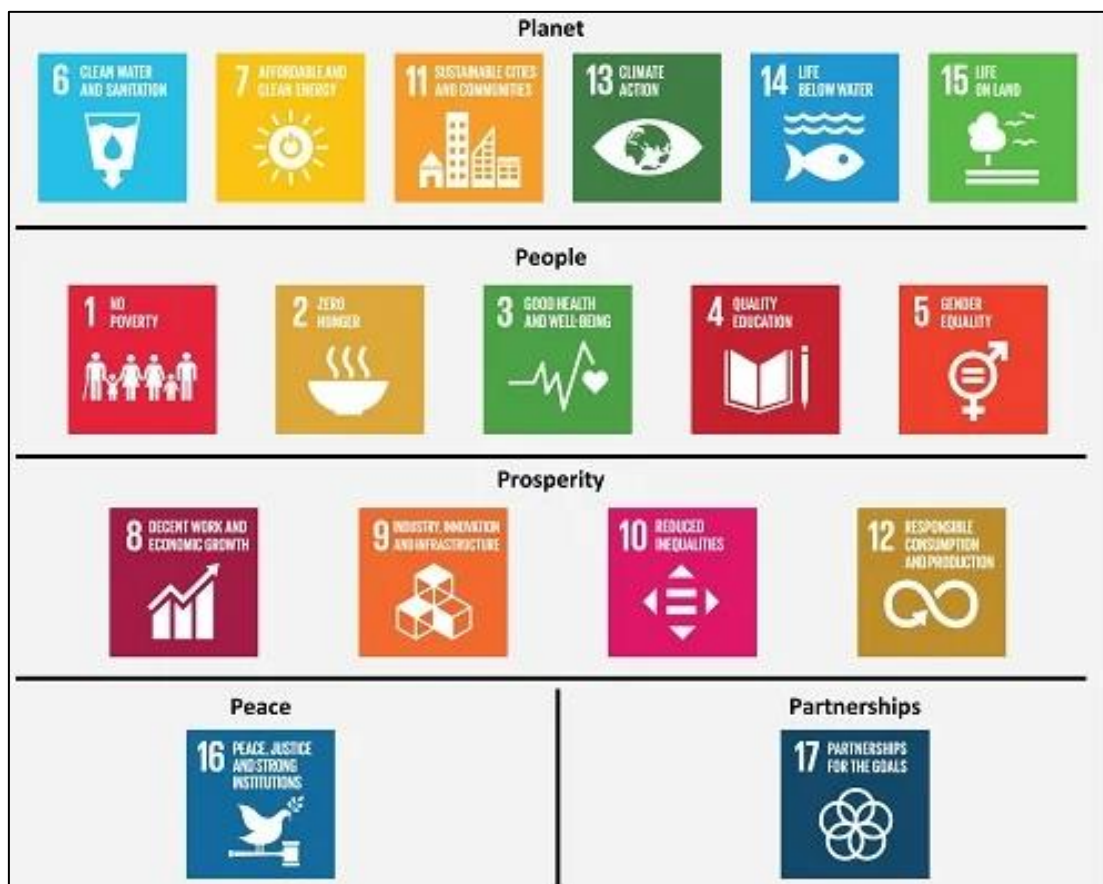 Planet
6 CLEAN WATER
AND SANITATION
7 AFFORDABLE AND
CLEAN ENERGY
11 SUSTAINABLE CITIES
AND COMMUNITIES
13 CLIMATE
ACTION
14 LIFE
BELOW WATER
15 LIFE
ON LAND
People
1 NO
POVERTY
2 ZERO
HUNGER
3 GOOD HEALTH
AND WELL-BEING
4 QUALITY
EDUCATION
5 GENDER
EQUALITY
Prosperity
8 DECENT WORK AND
ECONOMIC GROWTH
9 INDUSTRY, INNOVATION
AND INFRASTRUCTURE
10 REDUCED
INEQUALITIES
12 RESPONSIBLE
CONSUMPTION
AND PRODUCTION
Peace
16 PEACE, JUSTICE
AND STRONG
INSTITUTIONS
Partnerships
17 PARTNERSHIPS
FOR THE GOALS